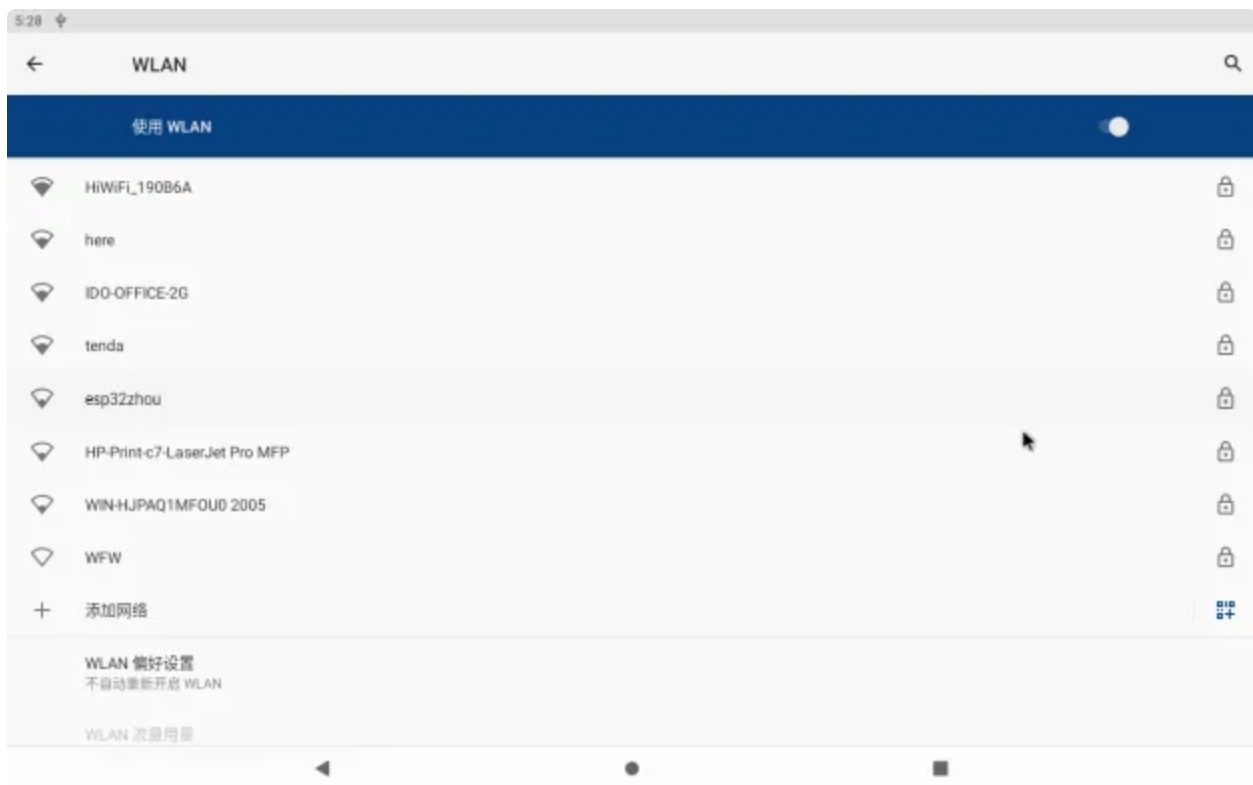 5:28
WLAN
使用 WLAN
HiWiFi_190B6A
here
IDO-OFFICE-2G
tenda
esp32zhou
HP-Print-c7-LaserJet Pro MFP
WIN-HJPAQ1MFOU0 2005
WFW
添加网络
WLAN 偏好设置
不自动重新开启 WLAN
WLAN 流量用量